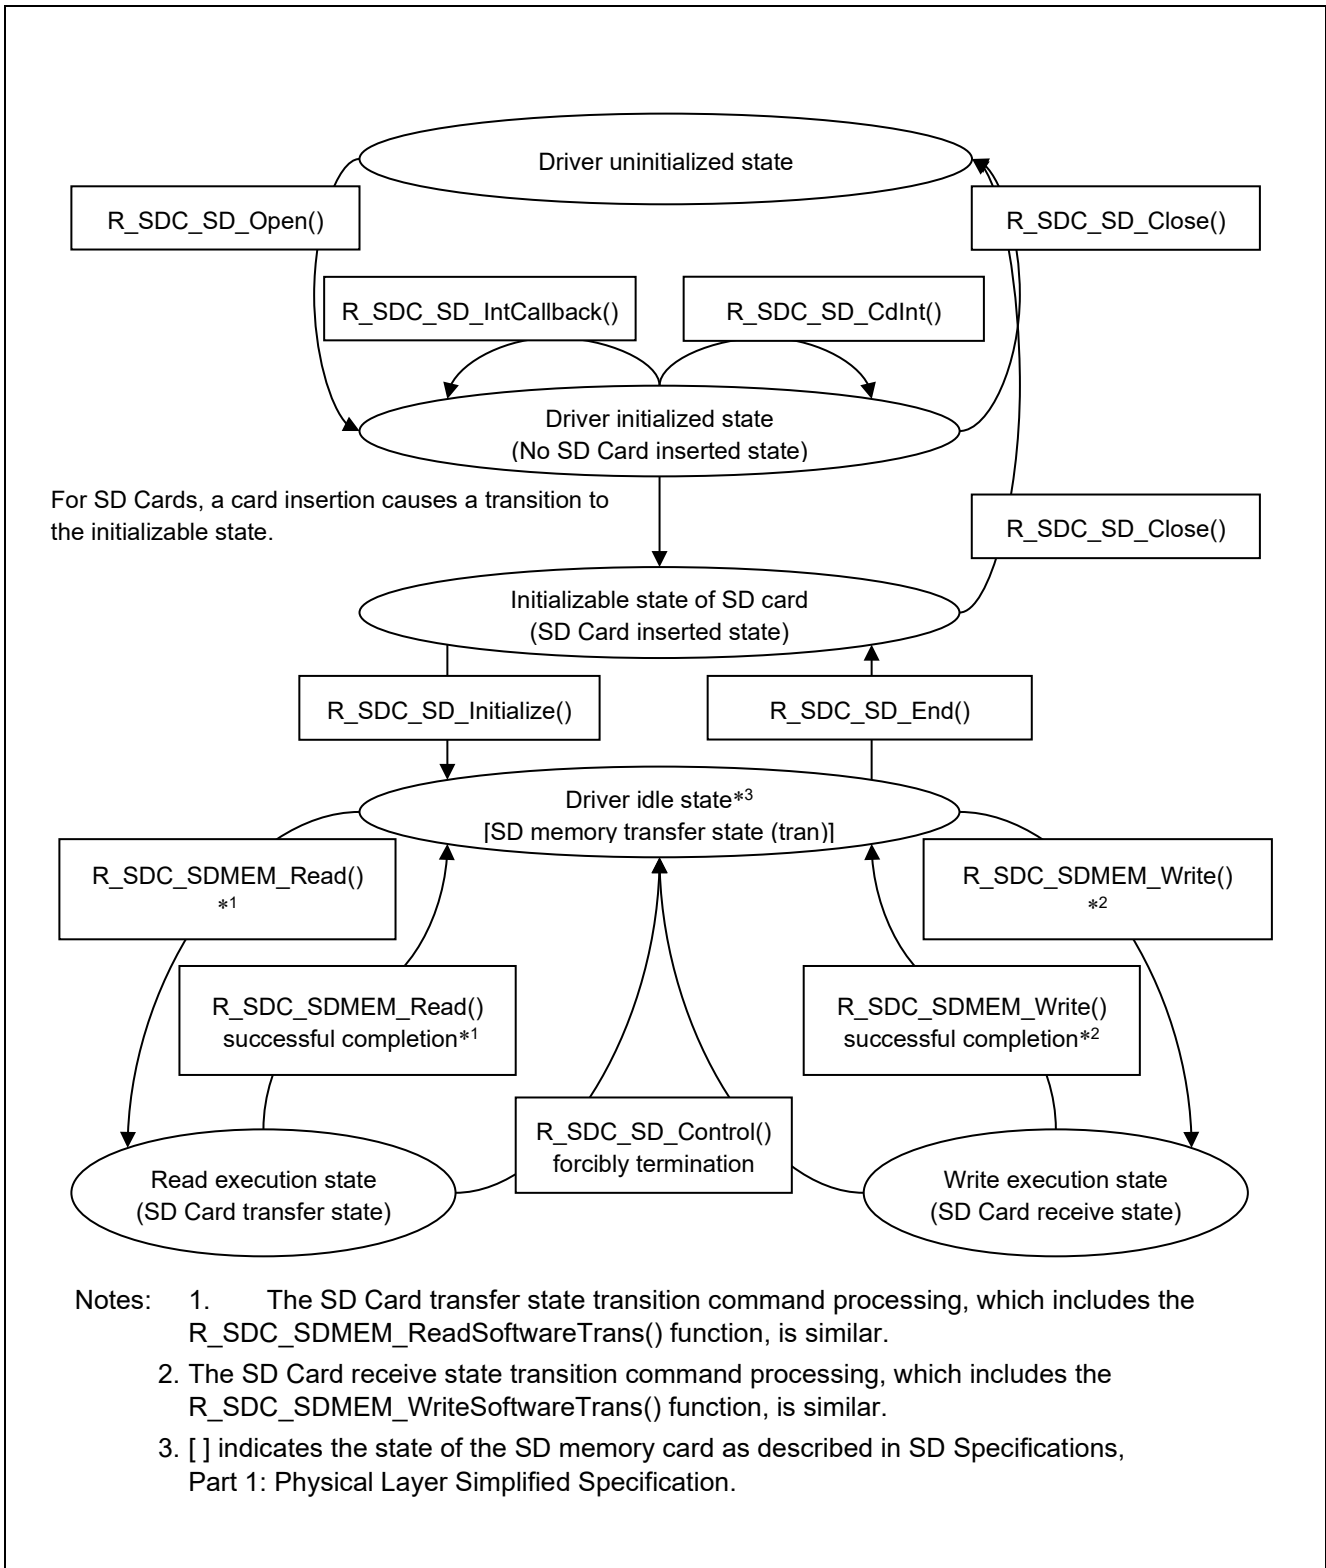 Driver uninitialized state
R_SDC_SD_Open()
R_SDC_SD_Close()
R_SDC_SD_IntCallback()
R_SDC_SD_CdInt()
Driver initialized state
(No SD Card inserted state)
For SD Cards, a card insertion causes a transition to
the initializable state.
R_SDC_SD_Close()
Initializable state of SD card
(SD Card inserted state)
R_SDC_SD_Initialize()
R_SDC_SD_End()
Driver idle state*3
[SD memory transfer state (tran)]
R_SDC_SDMEM_Read()
*1
R_SDC_SDMEM_Write()
*2
R_SDC_SDMEM_Read()
successful completion*1
R_SDC_SDMEM_Write()
successful completion*2
R_SDC_SD_Control()
forcibly termination
Read execution state
(SD Card transfer state)
Write execution state
(SD Card receive state)
Notes: 1. The SD Card transfer state transition command processing, which includes the
R_SDC_SDMEM_ReadSoftwareTrans() function, is similar.
2. The SD Card receive state transition command processing, which includes the
R_SDC_SDMEM_WriteSoftwareTrans() function, is similar.
3. [ ] indicates the state of the SD memory card as described in SD Specifications,
Part 1: Physical Layer Simplified Specification.